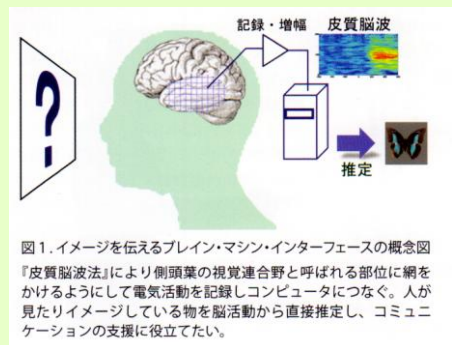 記録・増幅 皮質脳波
?
推定
図1．イメージを伝えるブレイン・マシン・インターフェースの概念図
『皮質脳波法』により側頭葉の視覚連合野と呼ばれる部位に網を
かけるようにして電気活動を記録しコンピュータにつなぐ。人が
見たりイメージしている物を脳活動から直接推定し、コミュニ
ケーションの支援に役立てたい。